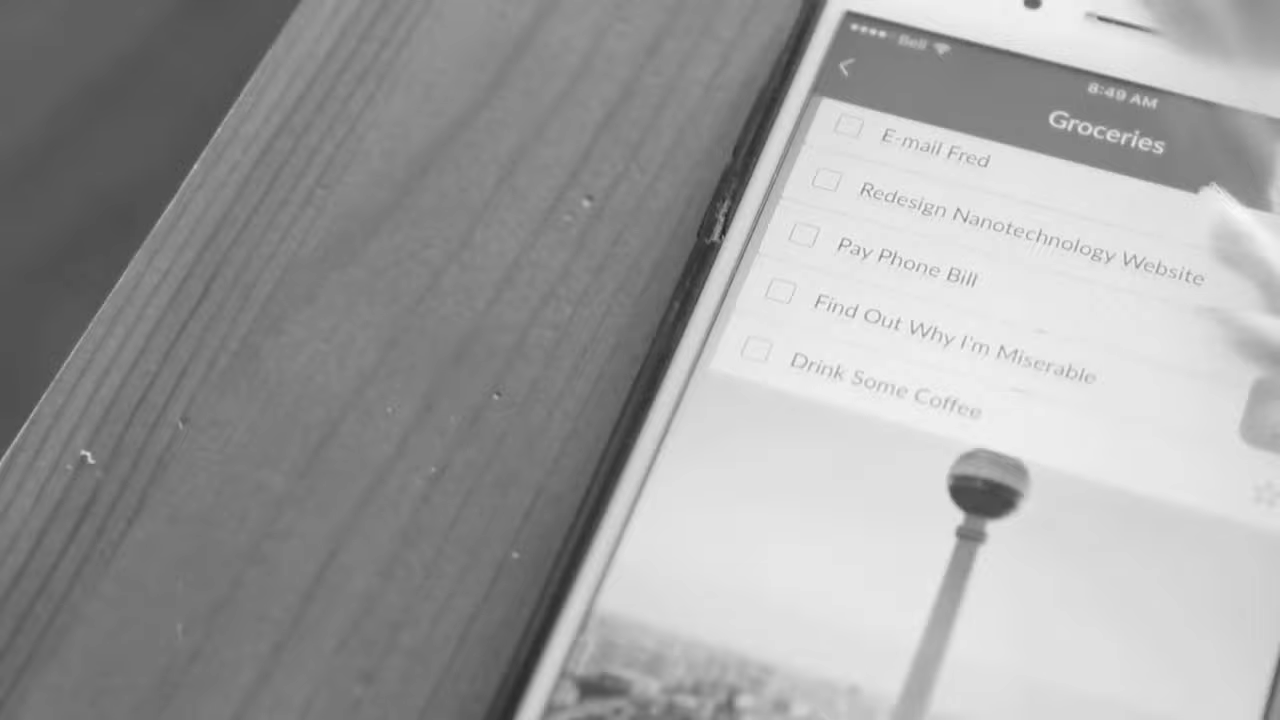 Bell
8:49 AM
Groceries
E-mail Fred
Redesign Nanotechnology Website
Pay Phone Bill
Find Out Why I'm Miserable
Drink Some Coffee